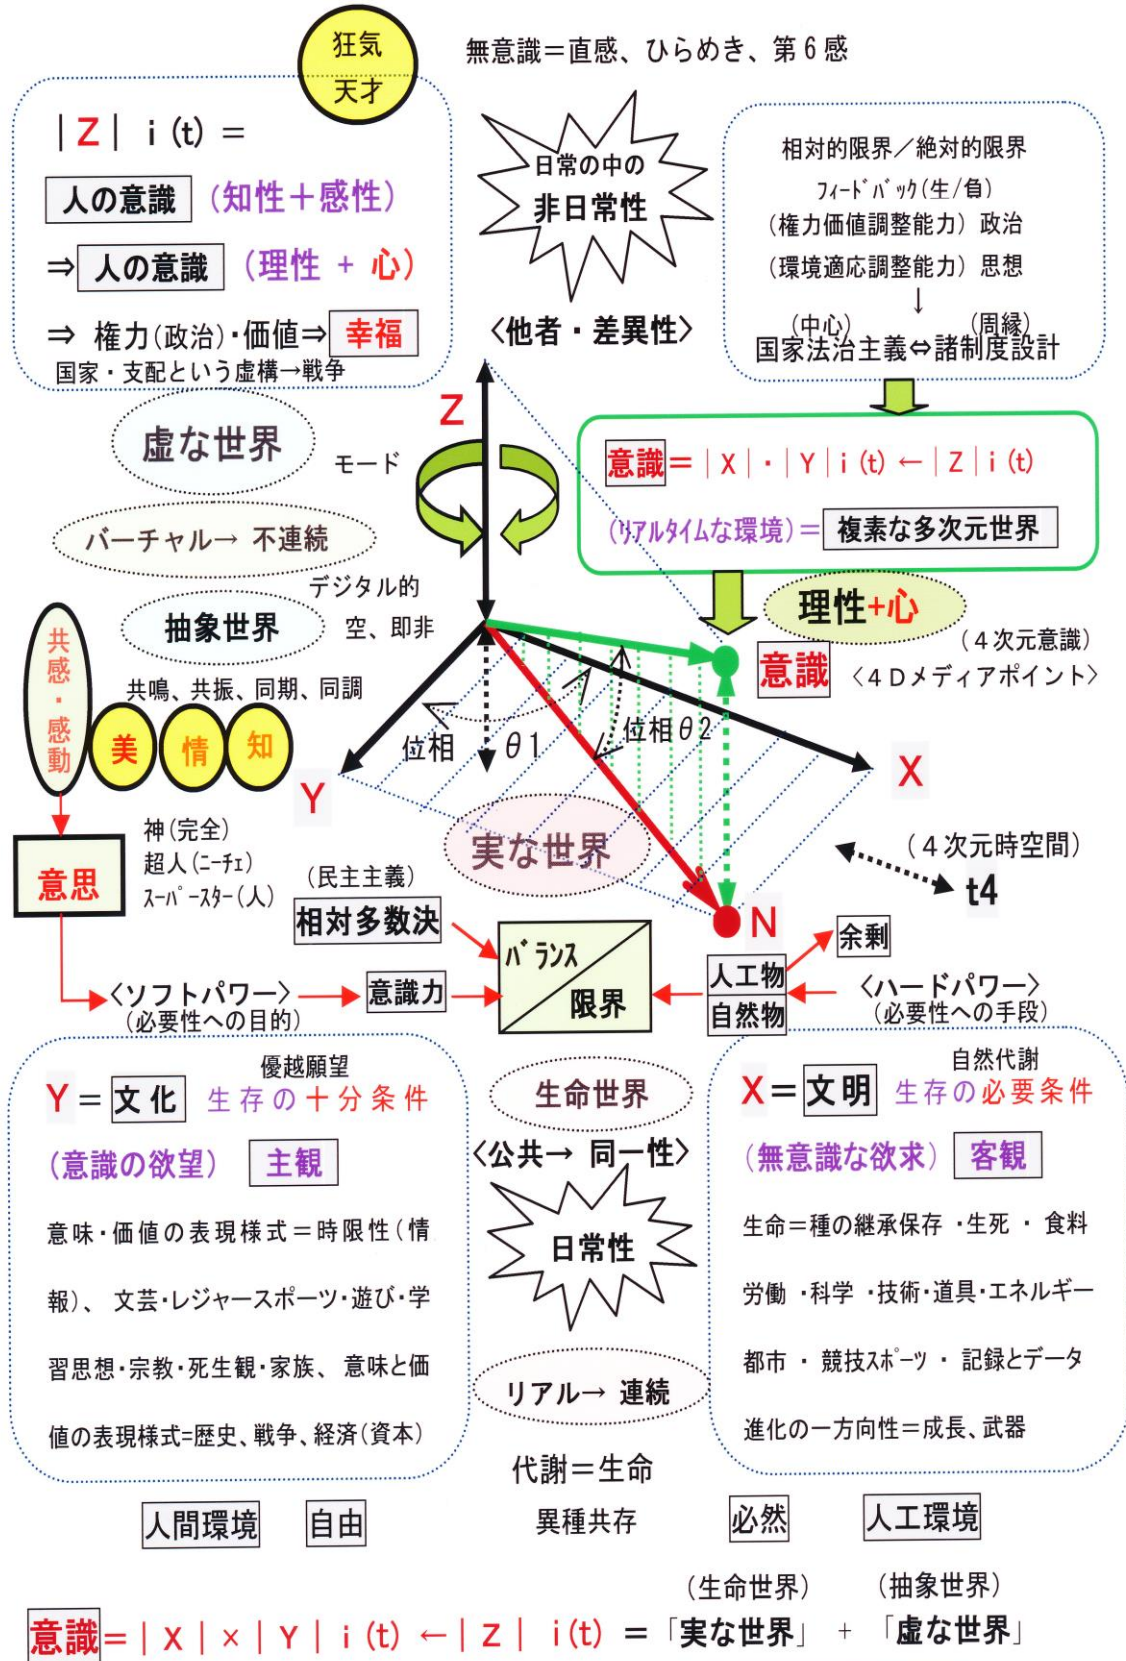 狂気
天才
無意識＝直感、ひらめき、第６感
|Z| i (t) =
人の意識 (知性＋感性)
⇒ 人の意識 (理性 + 心)
⇒ 権力(政治)・価値⇒ 幸福
国家・支配という虚構→戦争
日常の中の
非日常性
〈他者・差異性〉
相対的限界／絶対的限界
ﾌｨｰﾄﾞﾊﾞｯｸ(生/負)
(権力価値調整能力) 政治
(環境適応調整能力) 思想
↓
(中心) (周縁)
国家法治主義⇔諸制度設計
虚な世界
モード
Z
バーチャル→ 不連続
デジタル的
抽象世界
空、即非
意識＝|X|・|Y| i (t) ←|Z| i (t)
(ﾘｱﾙﾀｲﾑな環境)＝ 複素な多次元世界
理性+心
(４次元意識)
意識 〈４Ｄメディアポイント〉
共感・感動
共鳴、共振、同期、同調
美 情 知
位相 θ1
位相θ2
Y
X
実な世界
意思
神(完全)
超人(ﾆｰﾁｪ)
ｽｰﾊﾟｰｽﾀｰ(人)
(４次元時空間)
t4
(民主主義)
相対多数決
N
余剰
バランス
限界
人工物
自然物
〈ソフトパワー〉
(必要性への目的)
意識力
〈ハードパワー〉
(必要性への手段)
優越願望
Y＝ 文化 生存の十分条件
(意識の欲望) 主観
意味・価値の表現様式＝時限性(情
報)、 文芸・レジャースポーツ・遊び・学
習思想・宗教・死生観・家族、 意味と価
値の表現様式=歴史、戦争、経済(資本)
生命世界
〈公共→ 同一性〉
日常性
リアル→ 連続
代謝＝生命
異種共存
自然代謝
X＝ 文明 生存の必要条件
(無意識な欲求) 客観
生命＝種の継承保存 ・生死 ・ 食料
労働 ・科学 ・技術・道具・エネルギー
都市 ・ 競技スポーツ ・ 記録とデータ
進化の一方向性＝成長、武器
人間環境 自由
必然 人工環境
(生命世界) (抽象世界)
意識＝|X|×|Y| i (t) ←|Z| i (t) ＝「実な世界」 + 「虚な世界」